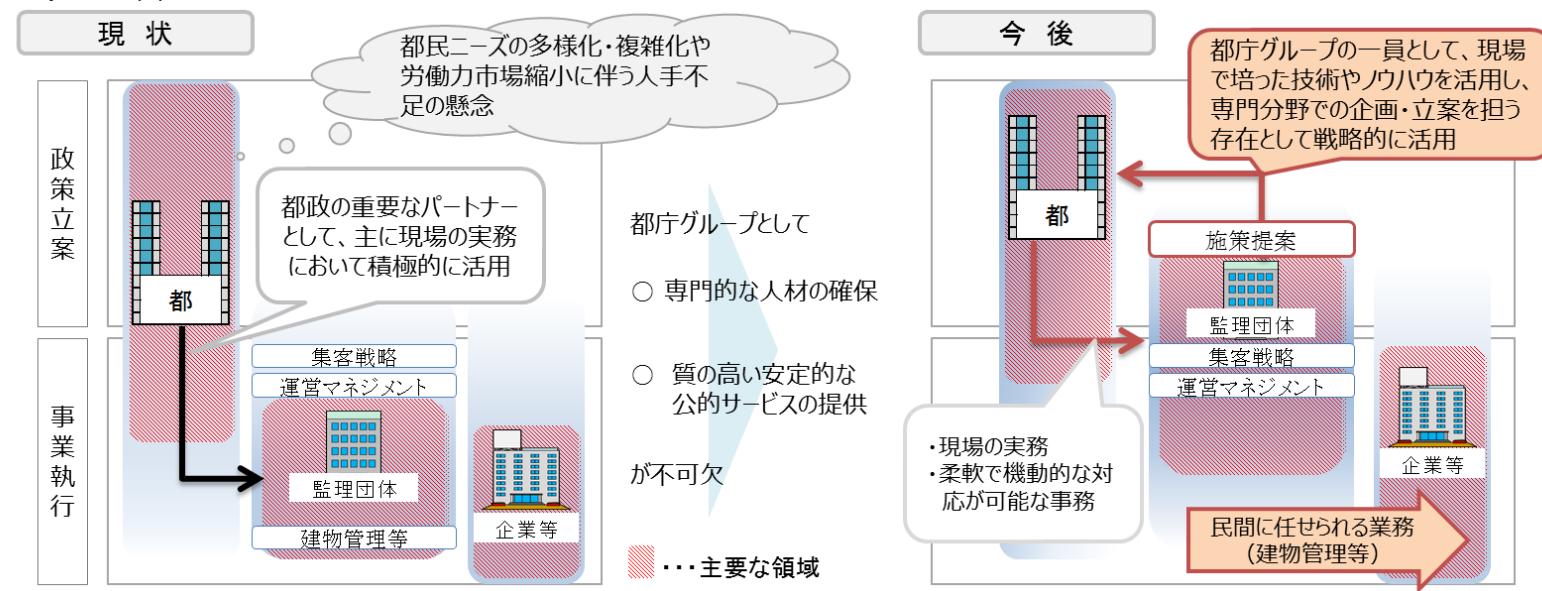 現 状
都民ニーズの多様化・複雑化や
労働力市場縮小に伴う人手不
足の懸念
政策立案
都政の重要なパートナー
として、主に現場の実務
において積極的に活用
都
事業執行
集客戦略
運営マネジメント
監理団体
建物管理等
企業等
都庁グループとして
○ 専門的な人材の確保
○ 質の高い安定的な
公的サービスの提供
が不可欠
・・・主要な領域
今 後
都庁グループの一員として、現場
で培った技術やノウハウを活用し、
専門分野での企画・立案を担う
存在として戦略的に活用
都
施策提案
監理団体
集客戦略
運営マネジメント
・現場の実務
・柔軟で機動的な対
応が可能な事務
企業等
民間に任せられる業務
(建物管理等)